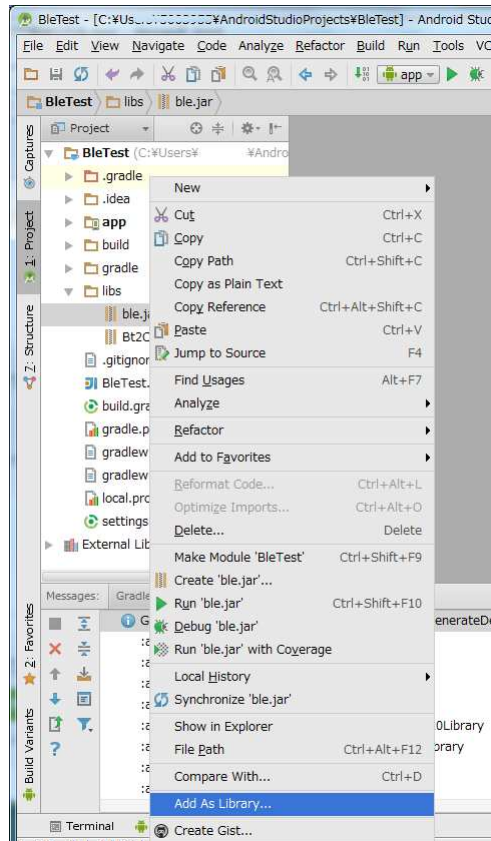 BleTest - [C:¥Us...¥AndroidStudioProjects¥BleTest] - Android Stud
File Edit View Navigate Code Analyze Refactor Build Run Tools VC
app
BleTest libs ble.jar
Captures
1: Project
7: Structure
2: Favorites
Build Variants
Project
BleTest (C:¥Users¥ ¥Andro
.gradle
.idea
app
build
gradle
libs
ble.ja
Bt2C
.gitignor
BleTest.
build.gra
gradle.p
gradlew
gradlew
local.pro
settings
External Lib
New
Cut Ctrl+X
Copy Ctrl+C
Copy Path Ctrl+Shift+C
Copy as Plain Text
Copy Reference Ctrl+Alt+Shift+C
Paste Ctrl+V
Jump to Source F4
Find Usages Alt+F7
Analyze
Refactor
Add to Favorites
Reformat Code... Ctrl+Alt+L
Optimize Imports... Ctrl+Alt+O
Delete... Delete
Make Module 'BleTest' Ctrl+Shift+F9
Create 'ble.jar'...
Run 'ble.jar' Ctrl+Shift+F10
Debug 'ble.jar'
Run 'ble.jar' with Coverage
Local History
Synchronize 'ble.jar'
Show in Explorer
File Path Ctrl+Alt+F12
Compare With... Ctrl+D
Add As Library...
Create Gist...
Messages: Gradle
G enerateDe
:a
:a
:a
:a
0Library
:a
brary
:a
:a
Terminal